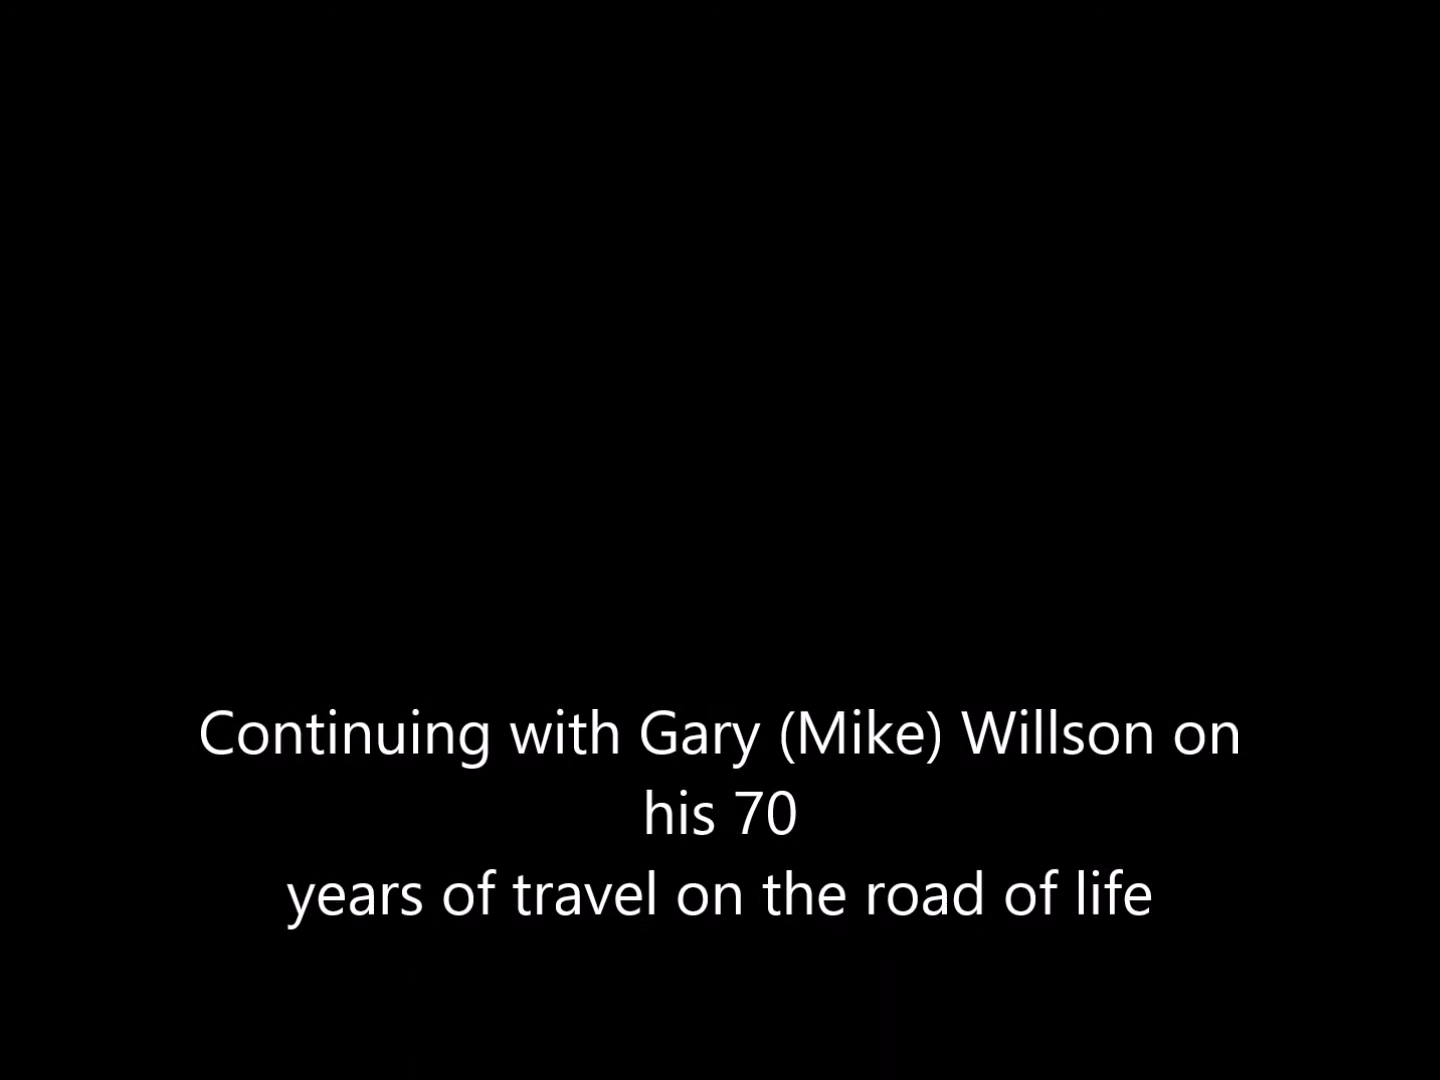 Continuing with Gary (Mike) Willson on
his 70
years of travel on the road of life